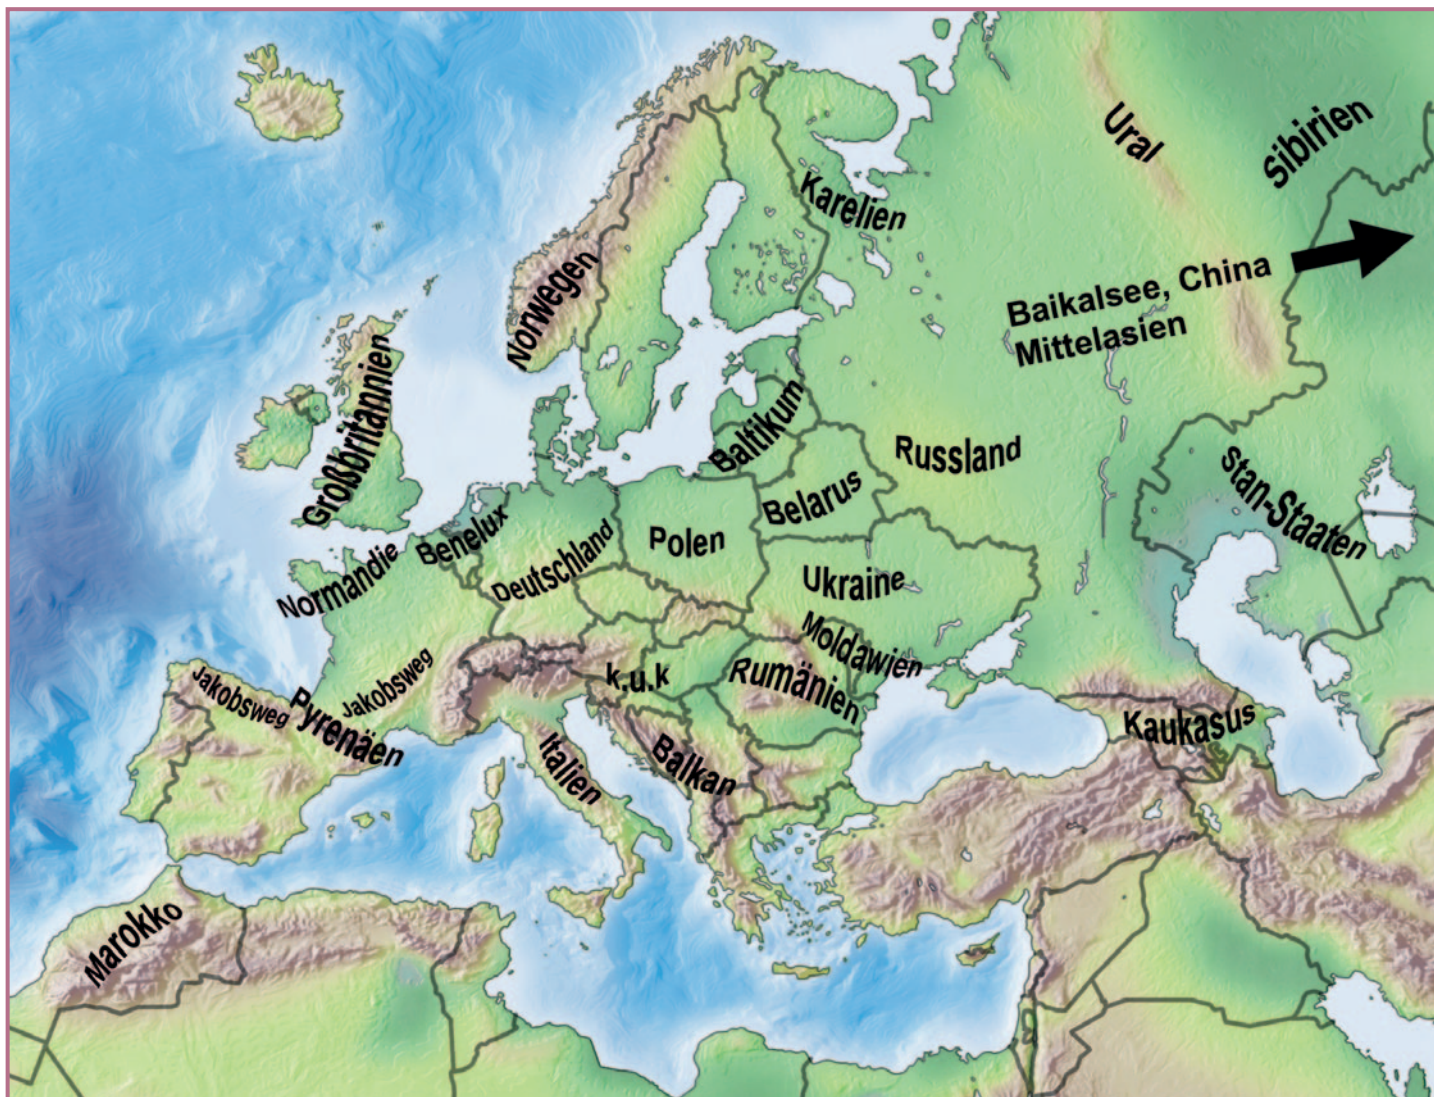 Ural
sibirien
Karelien
Norwegen
Baikalsee, China
Mittelasien
Großbritannien
Baltikum
Russland
stan-Staaten
Belarus
Benelux
Polen
Deutschland
Normandie
Ukraine
Moldawien
k.u.k
Rumänien
Jakobsweg
Jakobsweg
Pyrenäen
Kaukasus
Italien
Balkan
Marokko